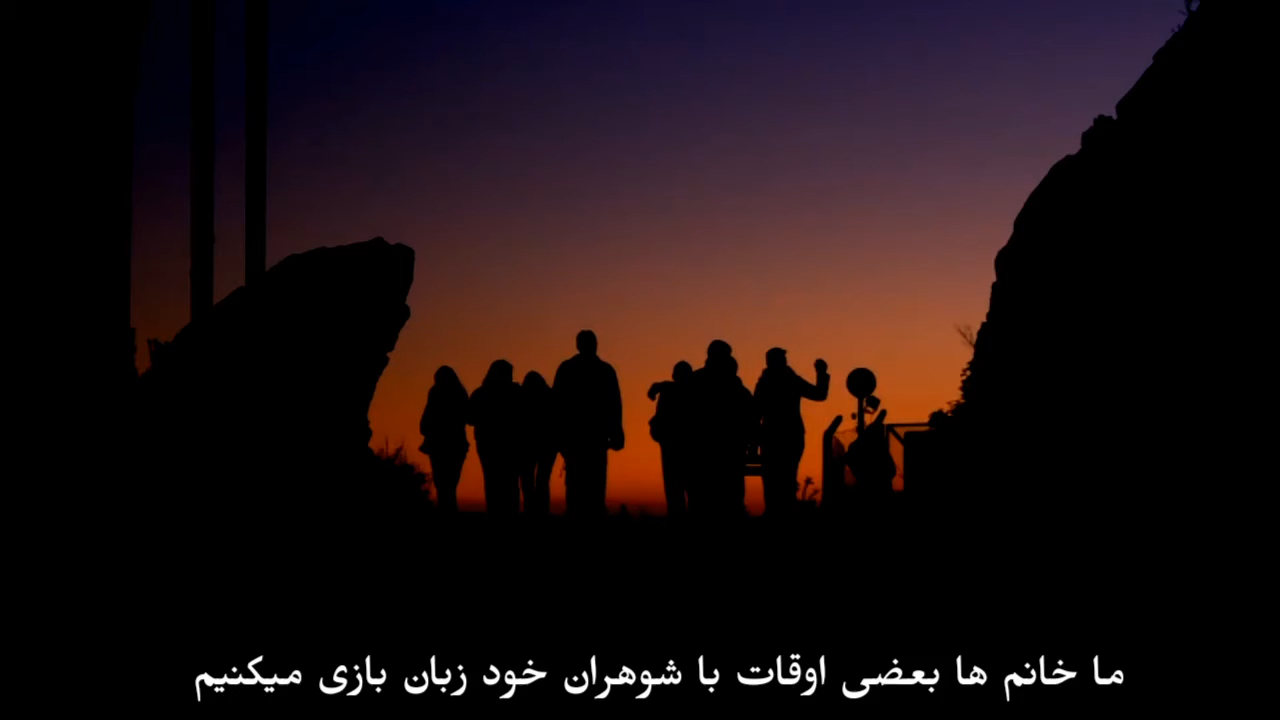 ما خانم ها بعضی اوقات با شوهران خود زبان بازی میکنیم